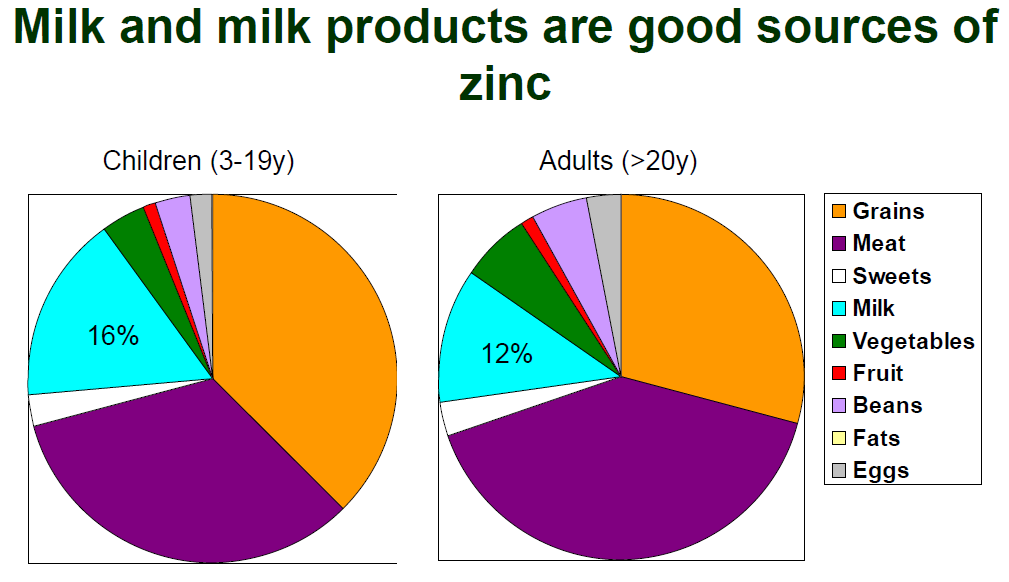 Milk and milk products are good sources of
zinc
Children (3-19y)
Adults (>20y)
16%
12%
Grains
Meat
Sweets
Milk
Vegetables
Fruit
Beans
Fats
Eggs